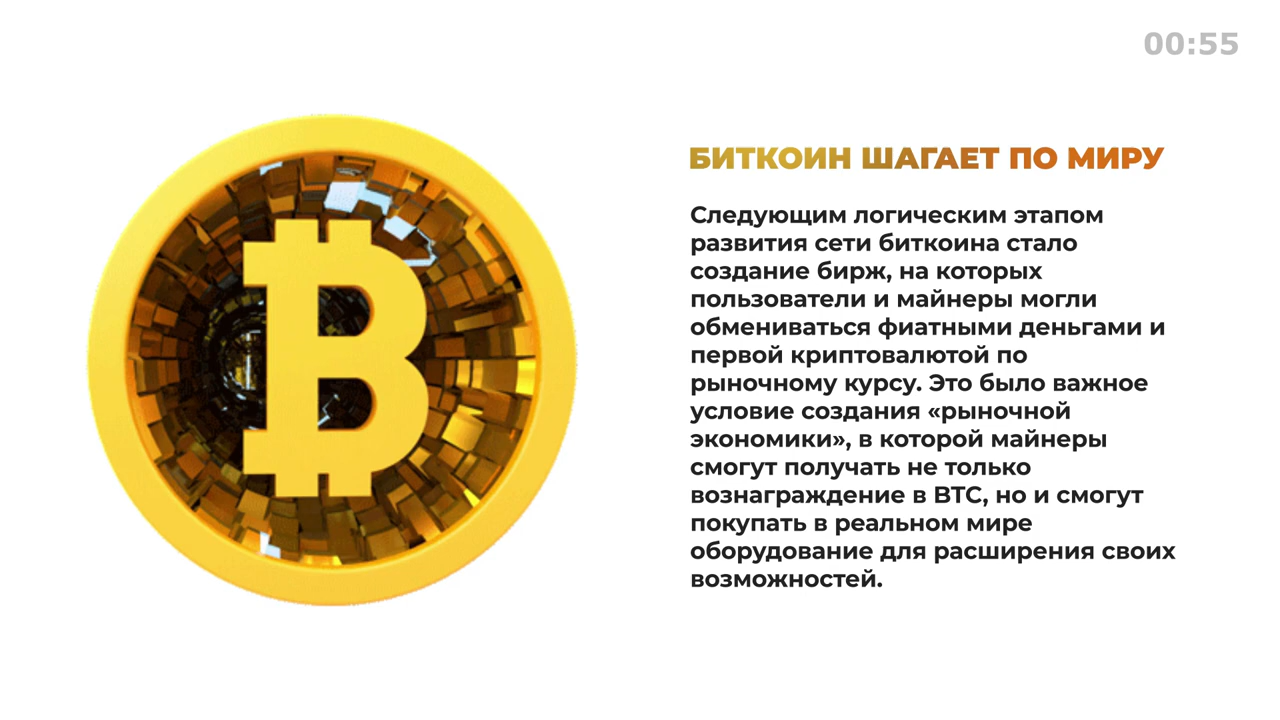 00:55
БИТКОИН ШАГАЕТ ПО МИРУ
Следующим логическим этапом
развития сети биткоина стало
создание бирж, на которых
пользователи и майнеры могли
обмениваться фиатными деньгами и
первой криптовалютой по
рыночному курсу. Это было важное
условие создания «рыночной
экономики», в которой майнеры
смогут получать не только
вознаграждение в BTC, но и смогут
покупать в реальном мире
оборудование для расширения своих
возможностей.